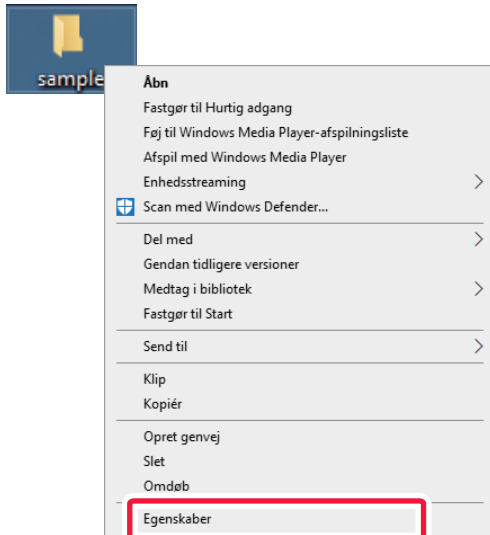 sample
Åbn
Fastgør til Hurtig adgang
Føj til Windows Media Player-afspilningsliste
Afspil med Windows Media Player
Enhedsstreaming
Scan med Windows Defender...
Del med
Gendan tidligere versioner
Medtag i bibliotek
Fastgør til Start
Send til
Klip
Kopiér
Opret genvej
Slet
Omdøb
Egenskaber